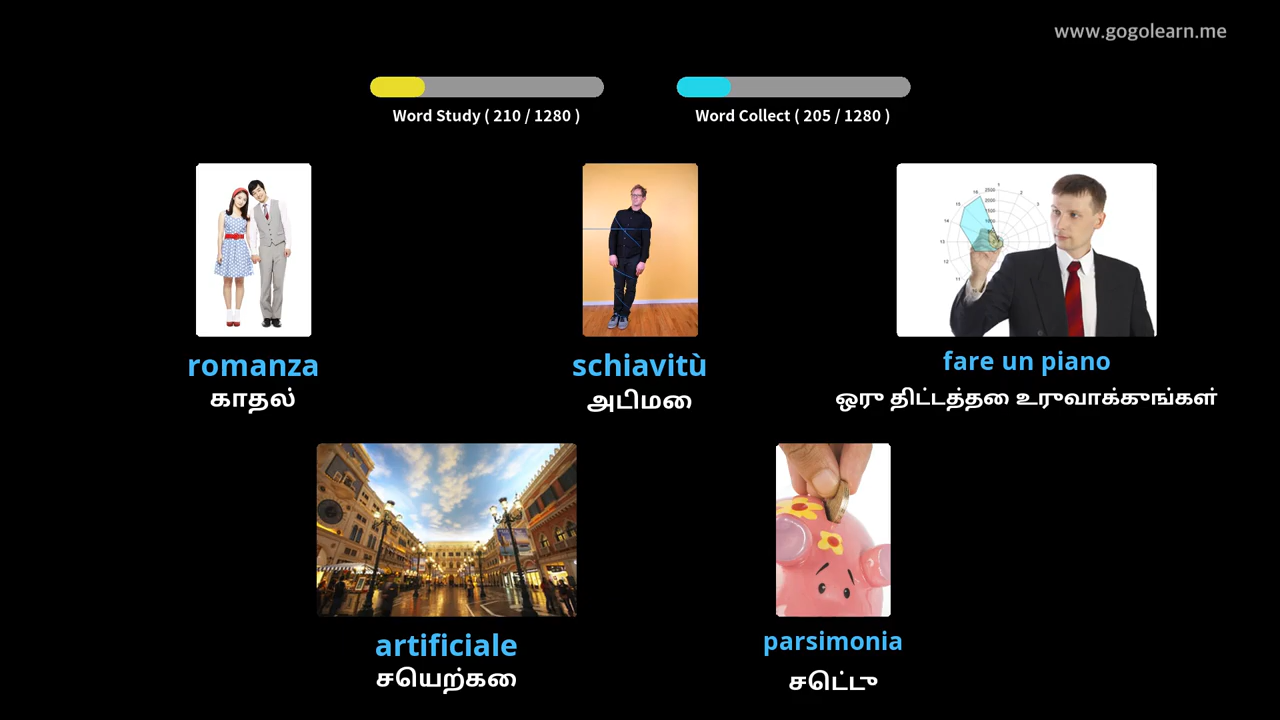 www.gogolearn.me
Word Study ( 210 / 1280 )
Word Collect ( 205 / 1280 )
romanza
காதல்
schiavitù
அடிமை
fare un piano
ஒரு திட்டத்தை உருவாக்குங்கள்
artificiale
செயற்கை
parsimonia
செட்டு